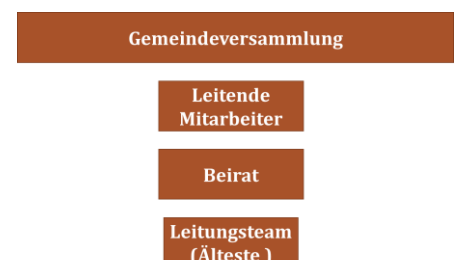 Gemeindeversammlung
Leitende
Mitarbeiter
Beirat
Leitungsteam
(Älteste )